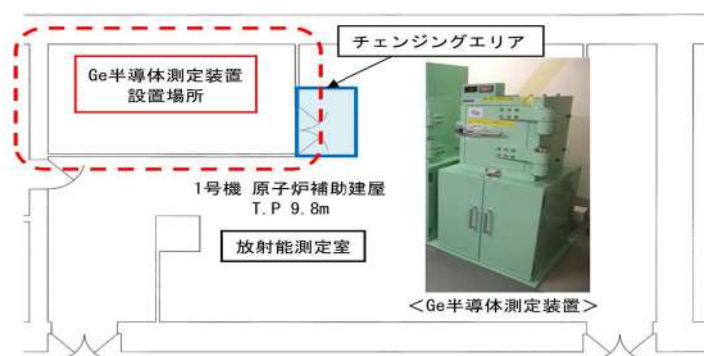 チェンジングエリア
Ge半導体測定装置
設置場所
1号機 原子炉補助建屋
T.P 9.8m
放射能測定室
＜Ge半導体測定装置＞